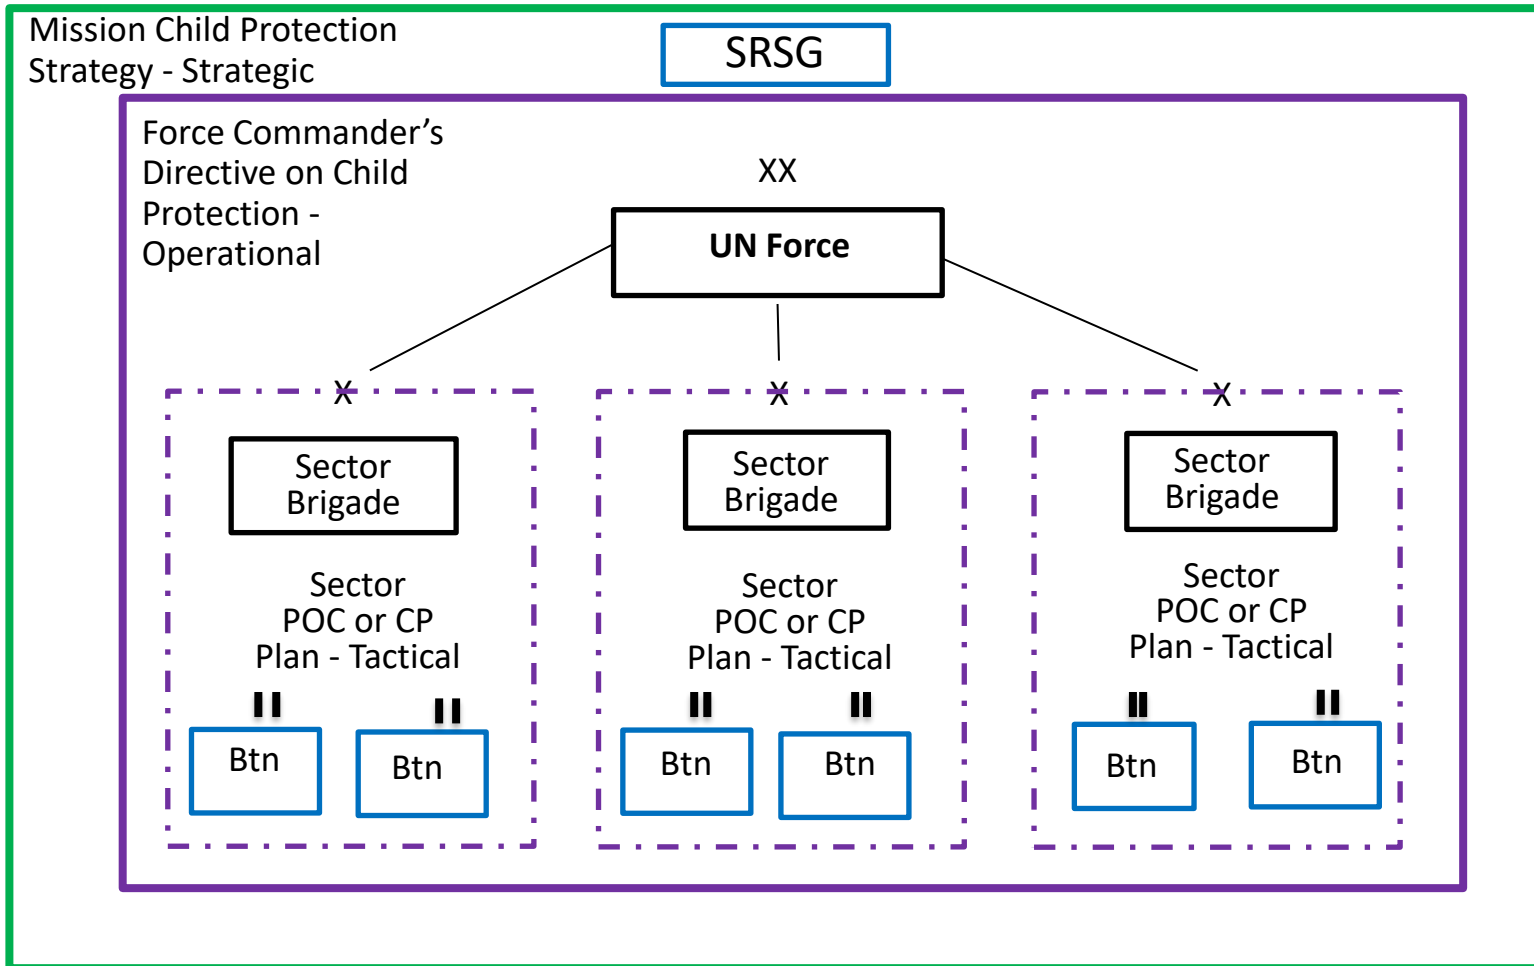 Mission Child Protection
Strategy - Strategic
SRSG
Force Commander’s
Directive on Child
Protection -
Operational
XX
UN Force
X
X
X
Sector
Brigade
Sector
Brigade
Sector
Brigade
Sector
POC or CP
Plan - Tactical
Sector
POC or CP
Plan - Tactical
Sector
POC or CP
Plan - Tactical
II
II
II
II
II
II
Btn
Btn
Btn
Btn
Btn
Btn